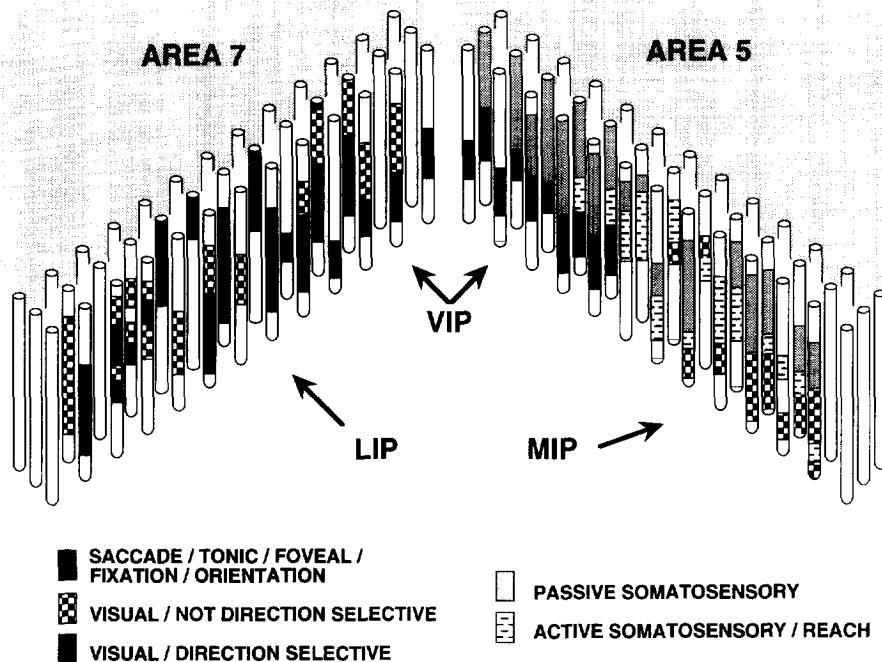 AREA 7
AREA 5
VIP
LIP
MIP
SACCADE / TONIC / FOVEAL /
FIXATION / ORIENTATION
VISUAL / NOT DIRECTION SELECTIVE
VISUAL / DIRECTION SELECTIVE
PASSIVE SOMATOSENSORY
ACTIVE SOMATOSENSORY / REACH